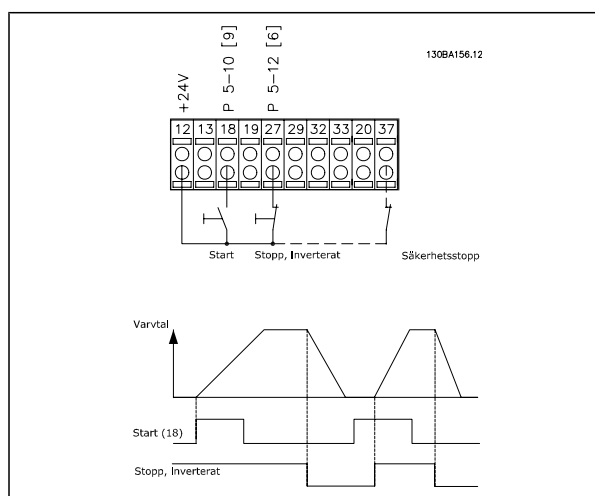 130BA156.12
+24V
P 5-10 [9]
P 5-12 [6]
12 13 18 19 27 29 32 33 20 37
Start Stopp, Inverterat Säkerhetsstopp
Varvtal
Start (18)
Stopp, Inverterat